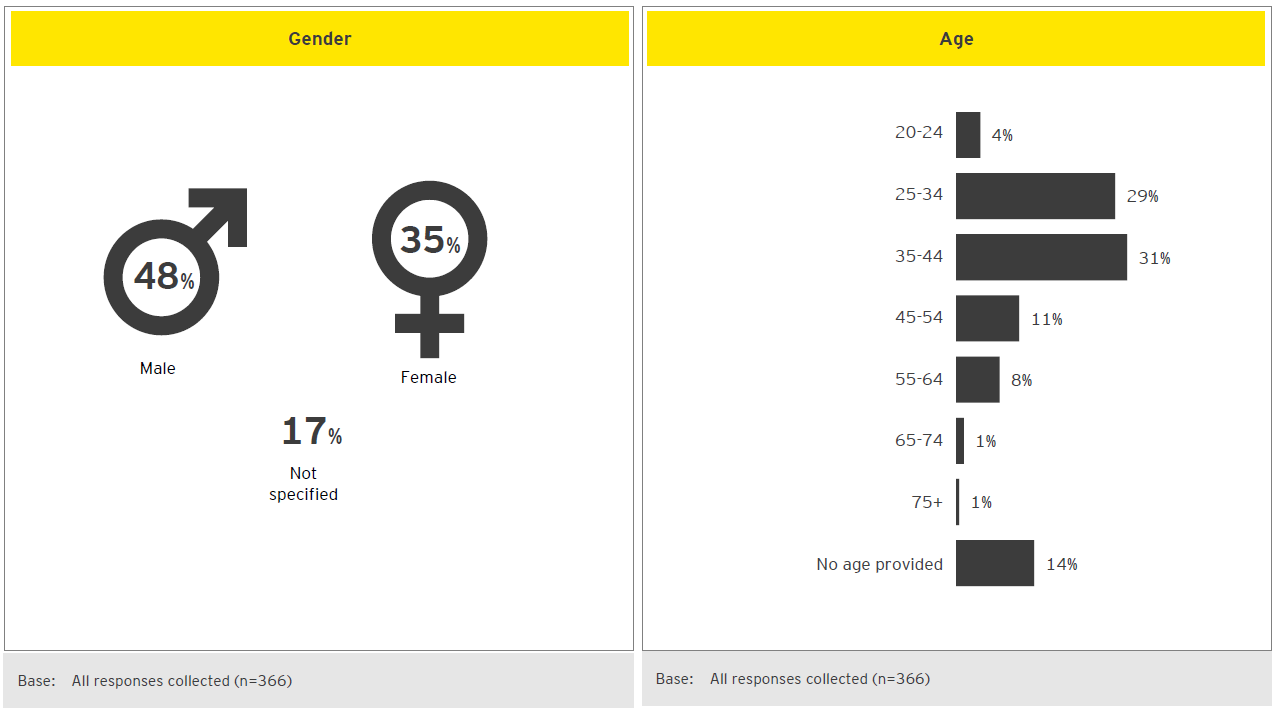 Gender
48%
Male
35%
Female
17%
Not
specified
Base: All responses collected (n=366)
Age
20-24 4%
25-34 29%
35-44 31%
45-54 11%
55-64 8%
65-74 1%
75+ 1%
No age provided 14%
Base: All responses collected (n=366)